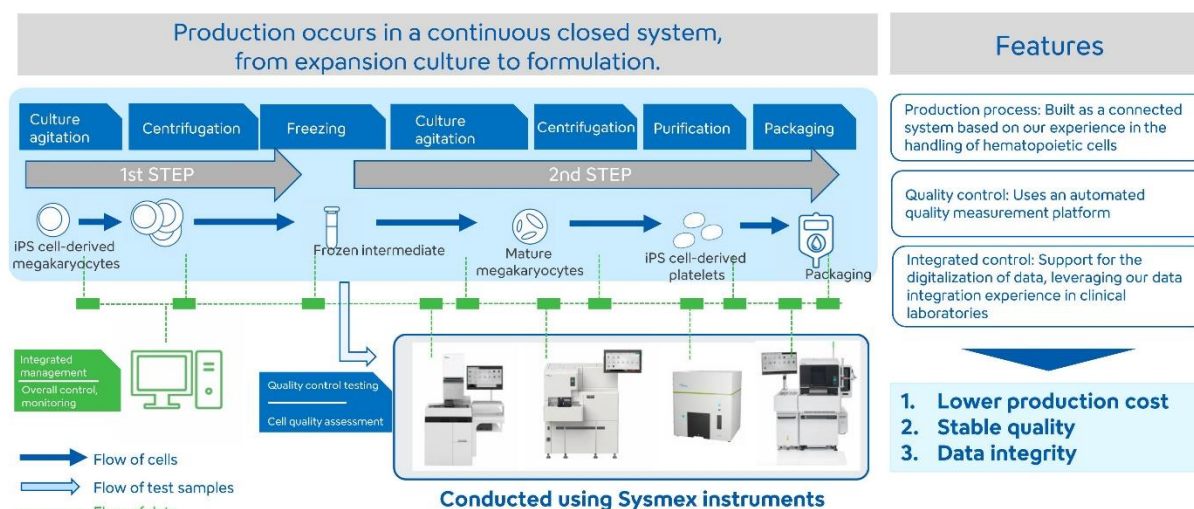 Production occurs in a continuous closed system,
from expansion culture to formulation.
Features
Culture
agitation
Centrifugation
Freezing
Culture
agitation
Centrifugation
Purification
Packaging
1st STEP
2nd STEP
iPS cell-derived
megakaryocytes
Frozen intermediate
Mature
megakaryocytes
iPS cell-derived
platelets
Packaging
Production process: Built as a connected
system based on our experience in the
handling of hematopoietic cells
Quality control: Uses an automated
quality measurement platform
Integrated control: Support for the
digitalization of data, leveraging our data
integration experience in clinical
laboratories
Integrated
management
Overall control,
monitoring
Quality control testing
Cell quality assessment
1. Lower production cost
2. Stable quality
3. Data integrity
Flow of cells
Flow of test samples
Conducted using Sysmex instruments